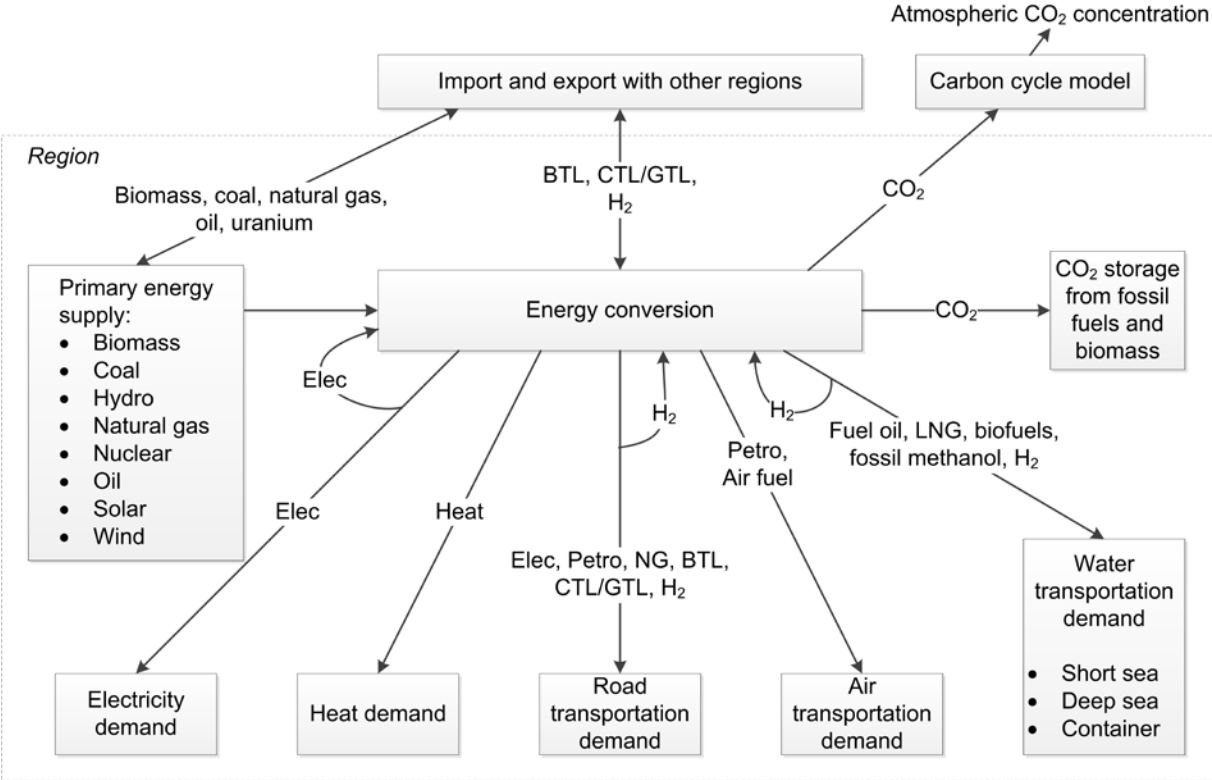 Atmospheric CO₂ concentration
Import and export with other regions
Carbon cycle model
Region
Biomass, coal, natural gas,
oil, uranium
BTL, CTL/GTL,
H₂
CO₂
Primary energy
supply:
• Biomass
• Coal
• Hydro
• Natural gas
• Nuclear
• Oil
• Solar
• Wind
Energy conversion
CO₂
CO₂ storage
from fossil
fuels and
biomass
Elec
H₂
H₂
Elec
Heat
Elec, Petro, NG, BTL,
CTL/GTL, H₂
Petro,
Air fuel
Fuel oil, LNG, biofuels,
fossil methanol, H₂
Electricity
demand
Heat demand
Road
transportation
demand
Air
transportation
demand
Water
transportation
demand
• Short sea
• Deep sea
• Container